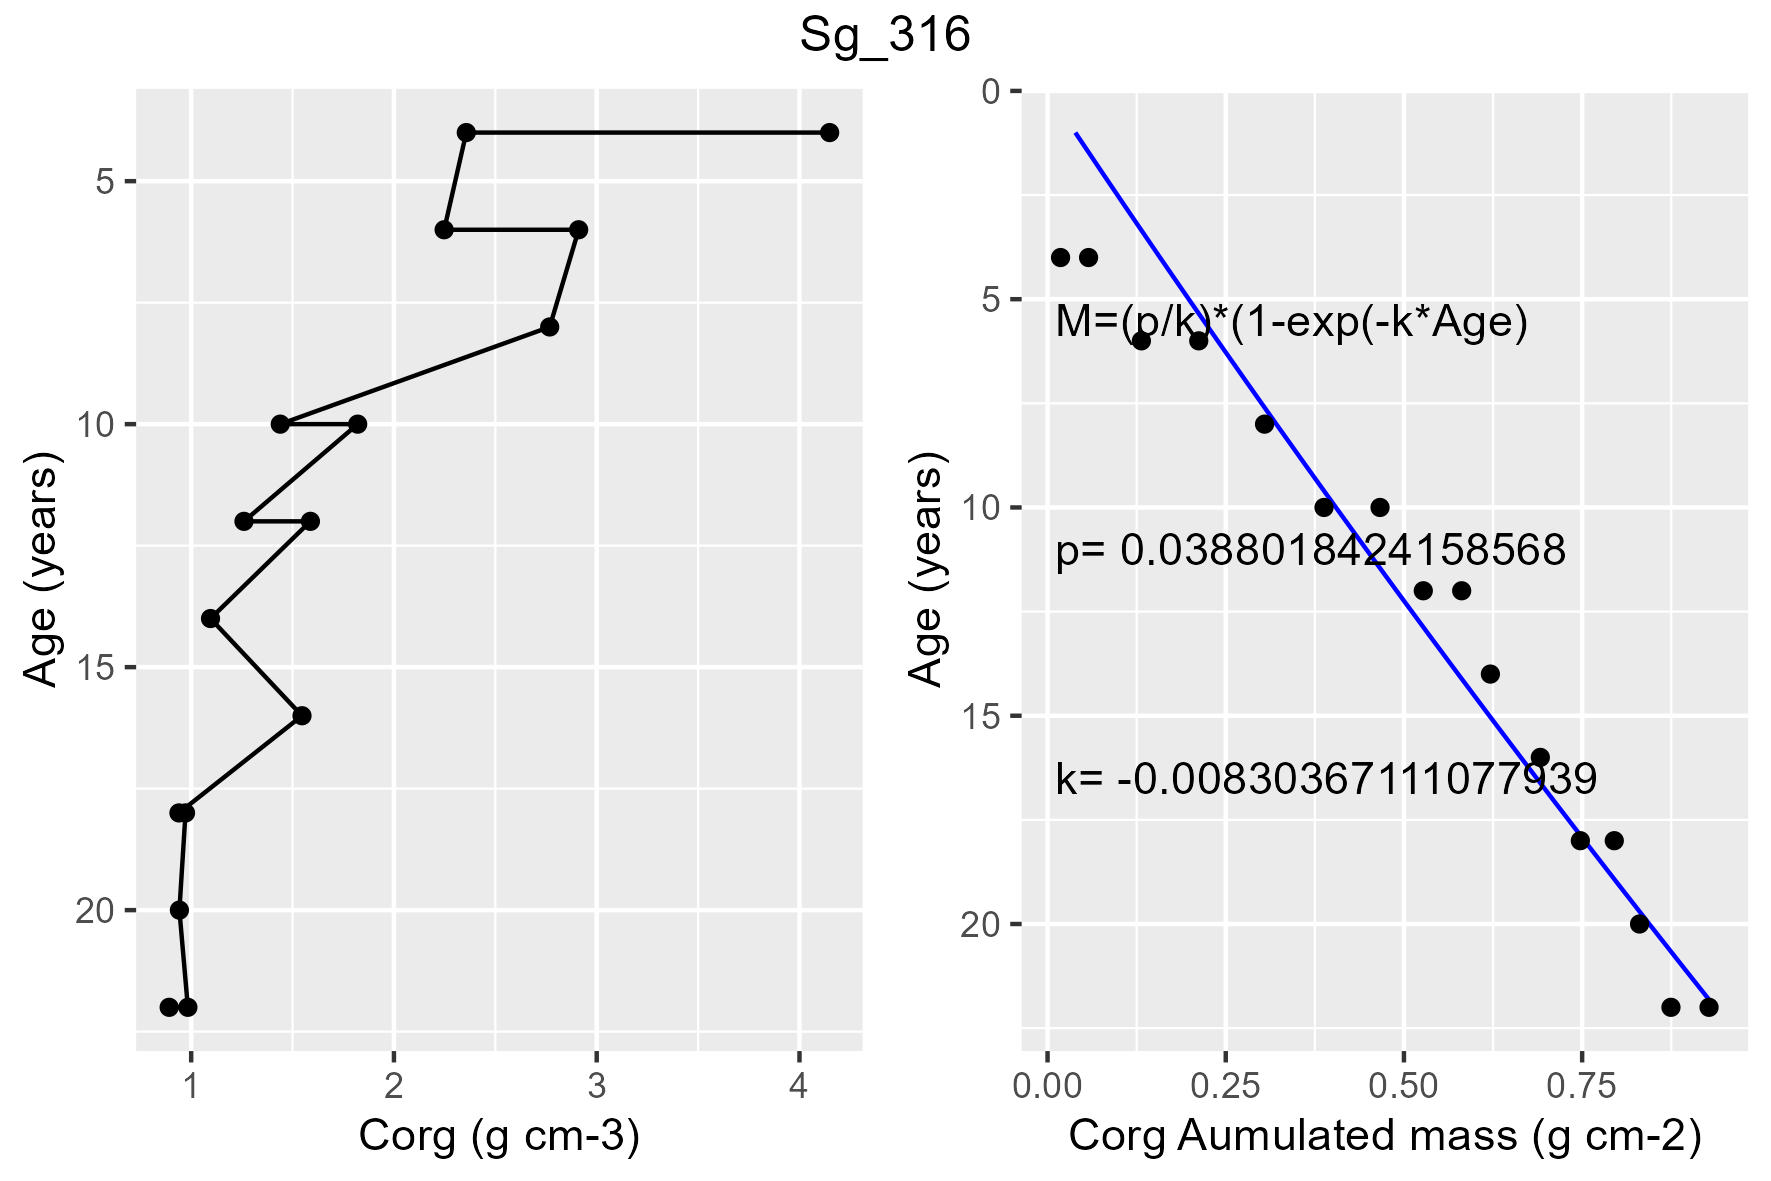 Sg_316
5
10
15
20
Age (years)
1
2
3
4
Corg (g cm-3)
0
5
10
15
20
Age (years)
M=(p/k)*(1-exp(-k*Age)
p= 0.0388018424158568
k= -0.00830367111077939
0.00
0.25
0.50
0.75
Corg Aumulated mass (g cm-2)